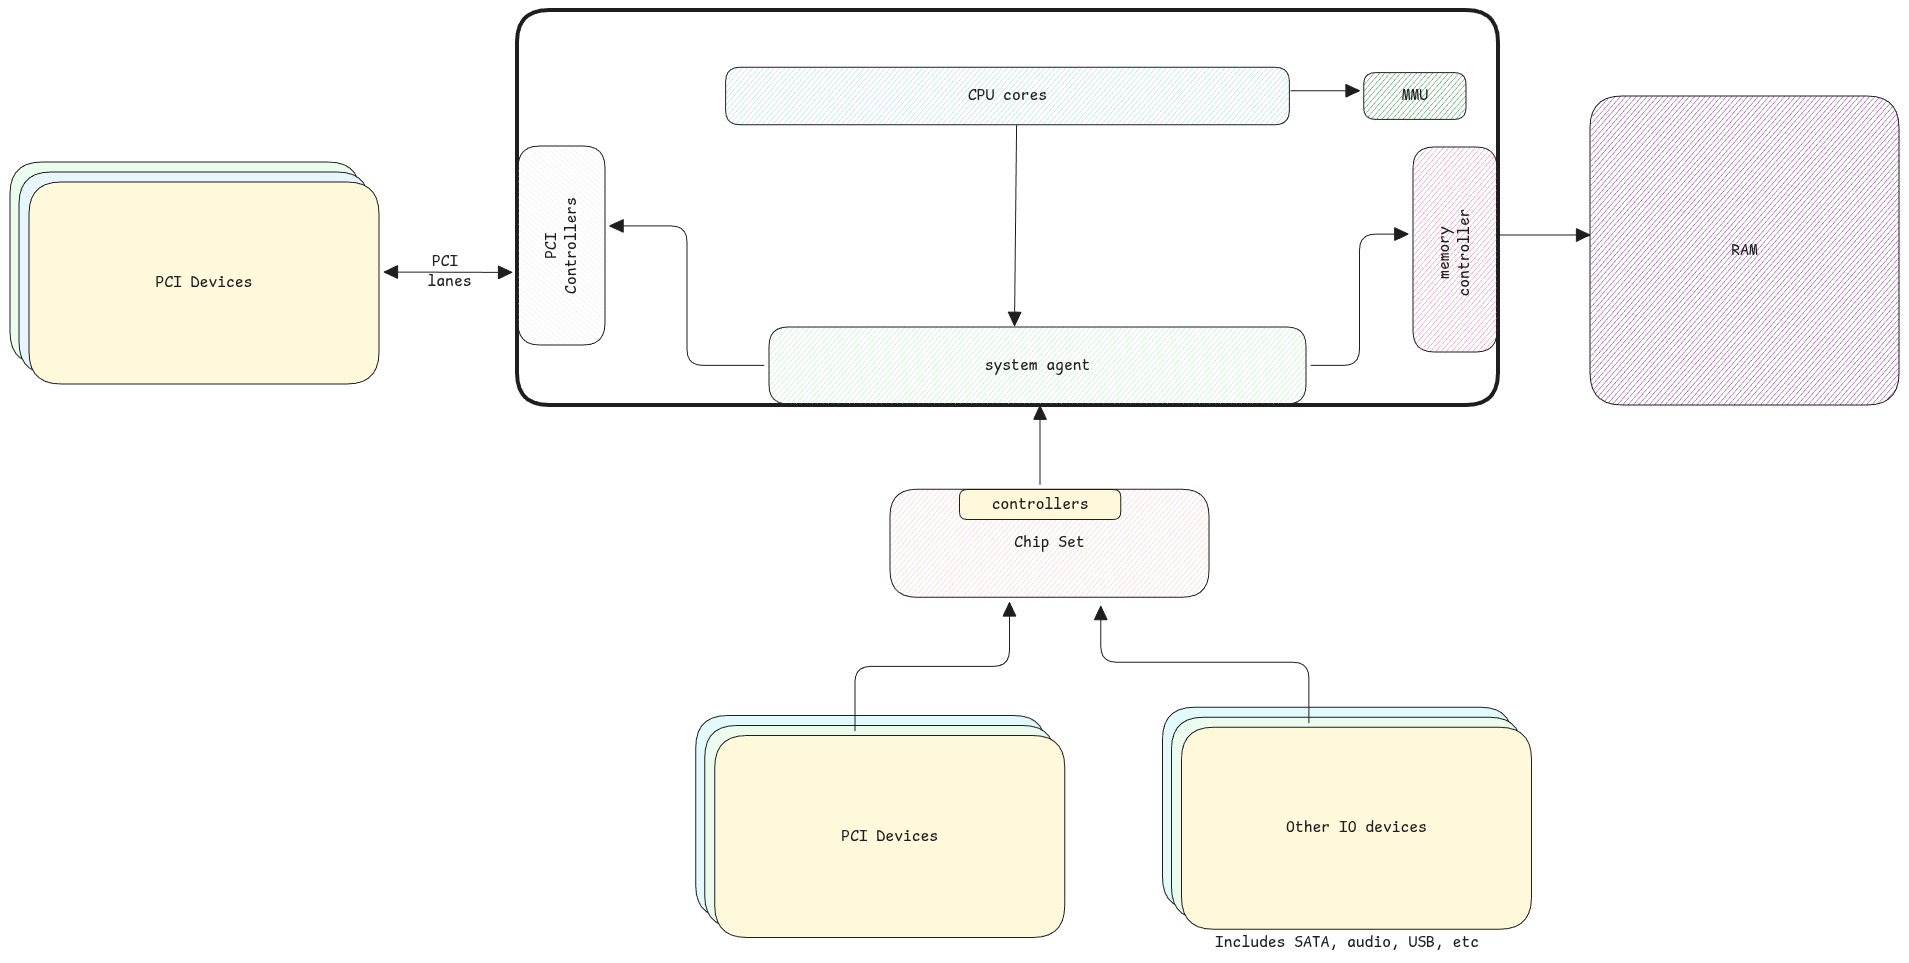 CPU cores
MMU
PCI
Controllers
memory
controller
RAM
PCI Devices
PCI
lanes
system agent
controllers
Chip Set
PCI Devices
Other IO devices
Includes SATA, audio, USB, etc